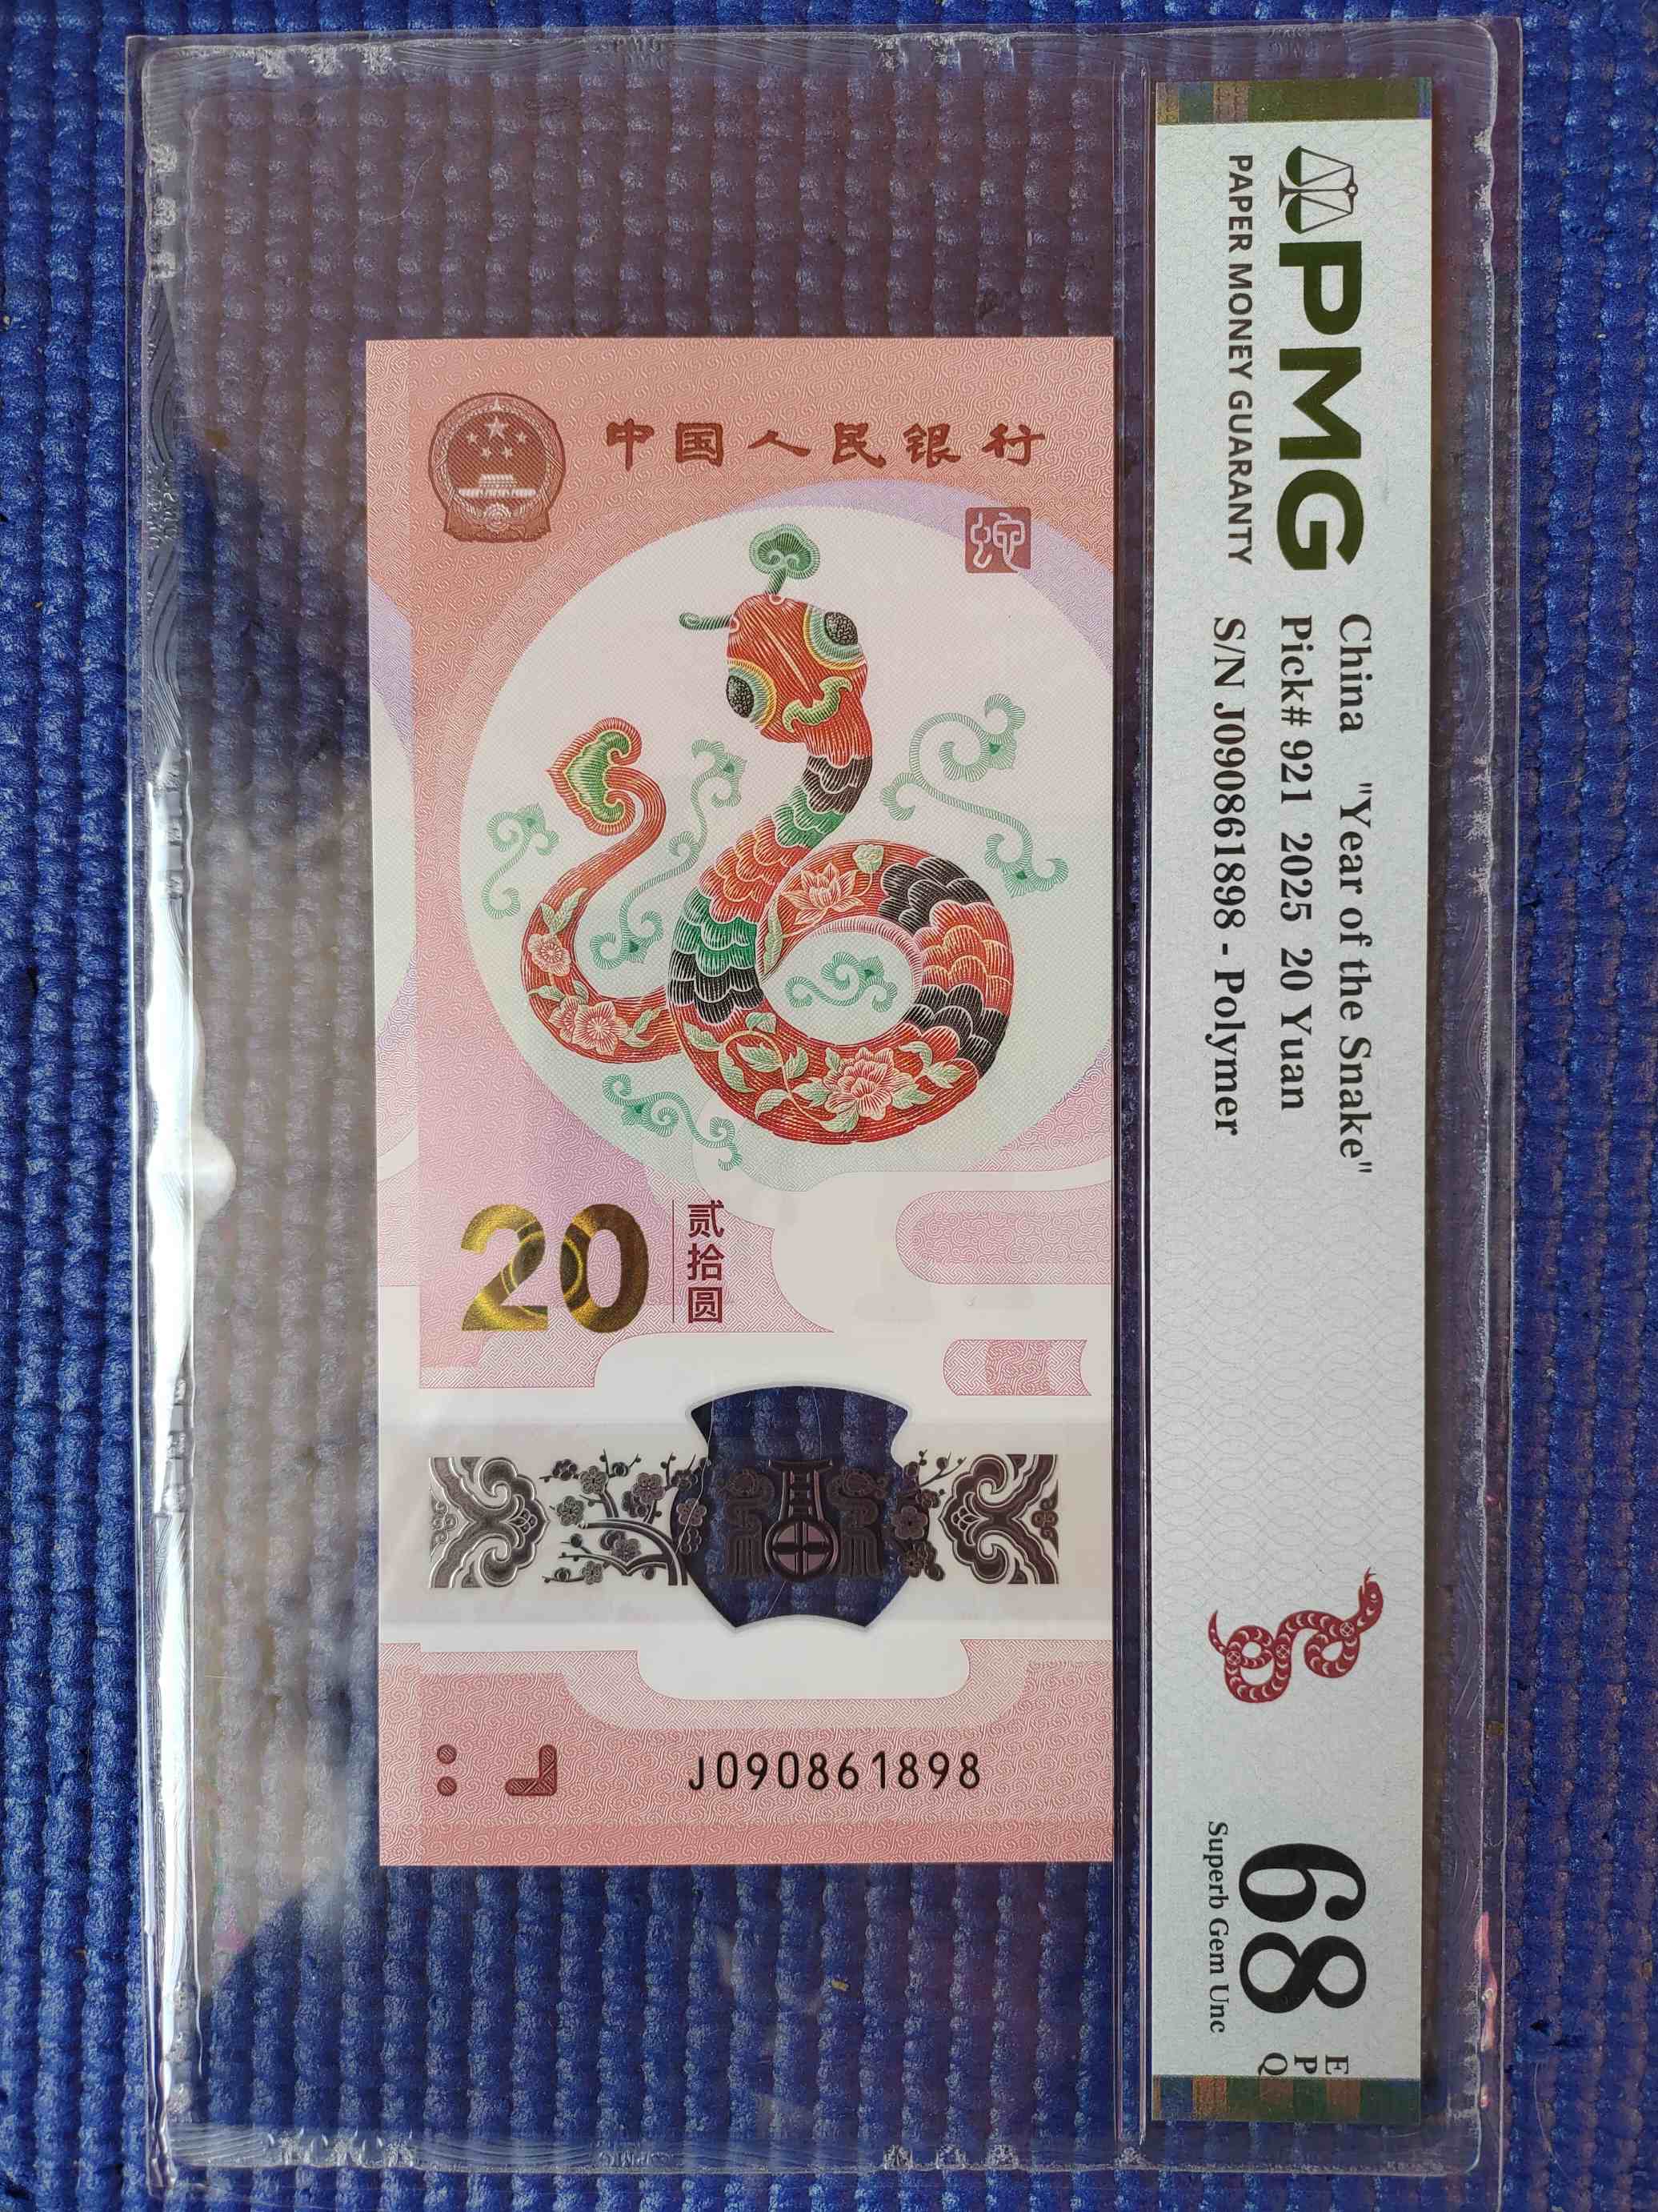 中国人民银行
蛇
20
贰拾圆
J090861898
PMG
PAPER MONEY GUARANTY
China "Year of the Snake"
Pick# 921 2025 20 Yuan
S/N J090861898 - Polymer
68
Superb Gem Unc
EPQ